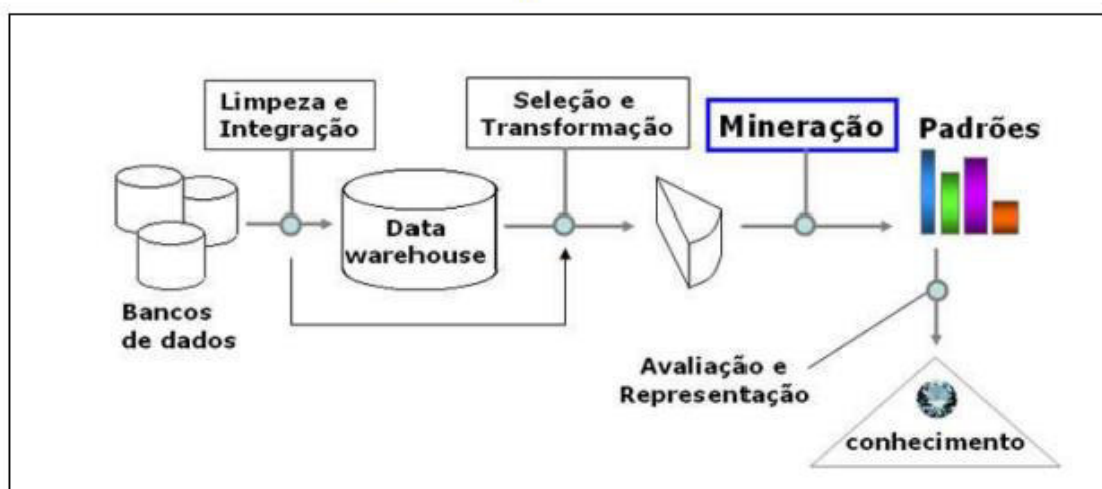 Limpeza e
Integração
Seleção e
Transformação
Mineração
Padrões
Data
warehouse
Bancos
de dados
Avaliação e
Representação
conhecimento